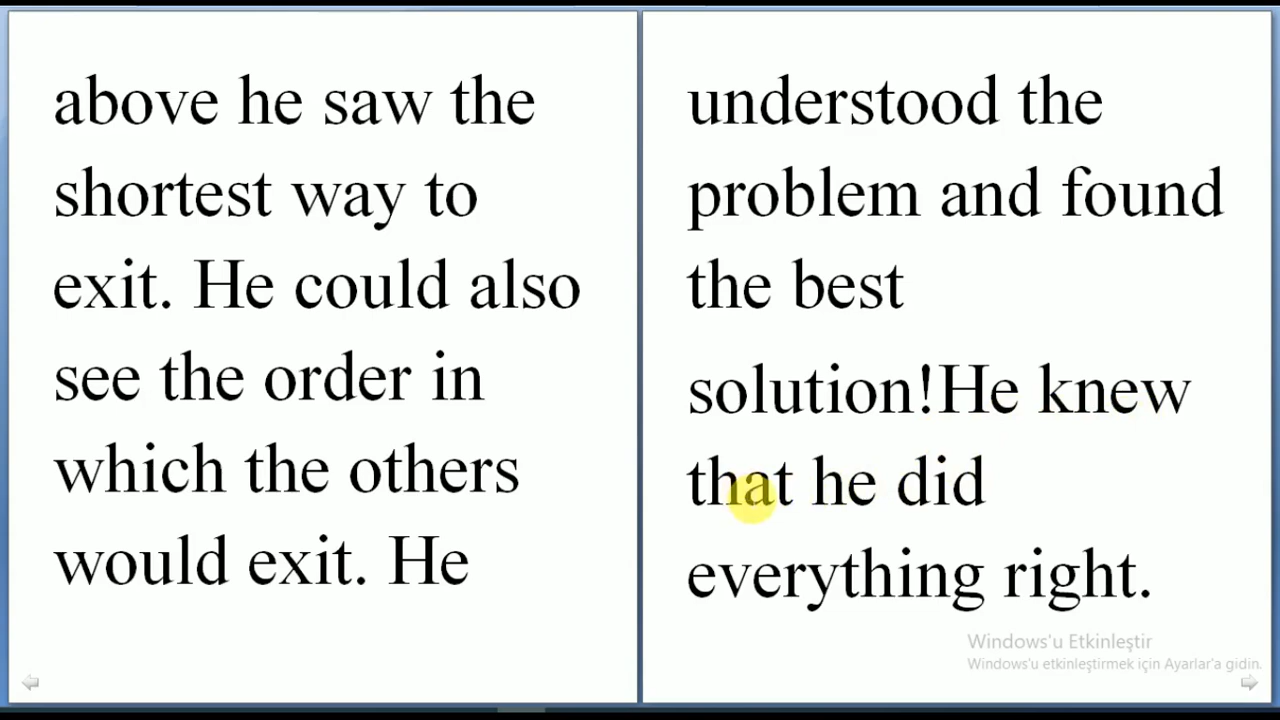 above he saw the
shortest way to
exit. He could also
see the order in
which the others
would exit. He
understood the
problem and found
the best
solution!He knew
that he did
everything right.
Windows'u Etkinleştir
Windows'u etkinleştirmek için Ayarlar'a gidin.